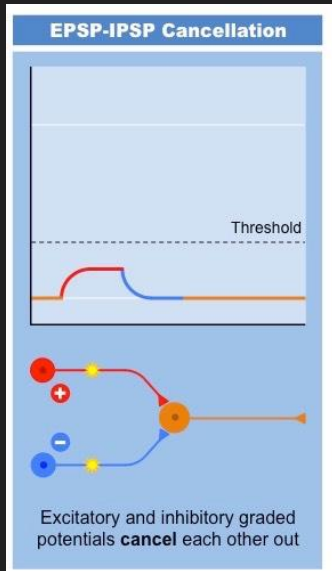 EPSP-IPSP Cancellation
Threshold
+
−
Excitatory and inhibitory graded
potentials cancel each other out